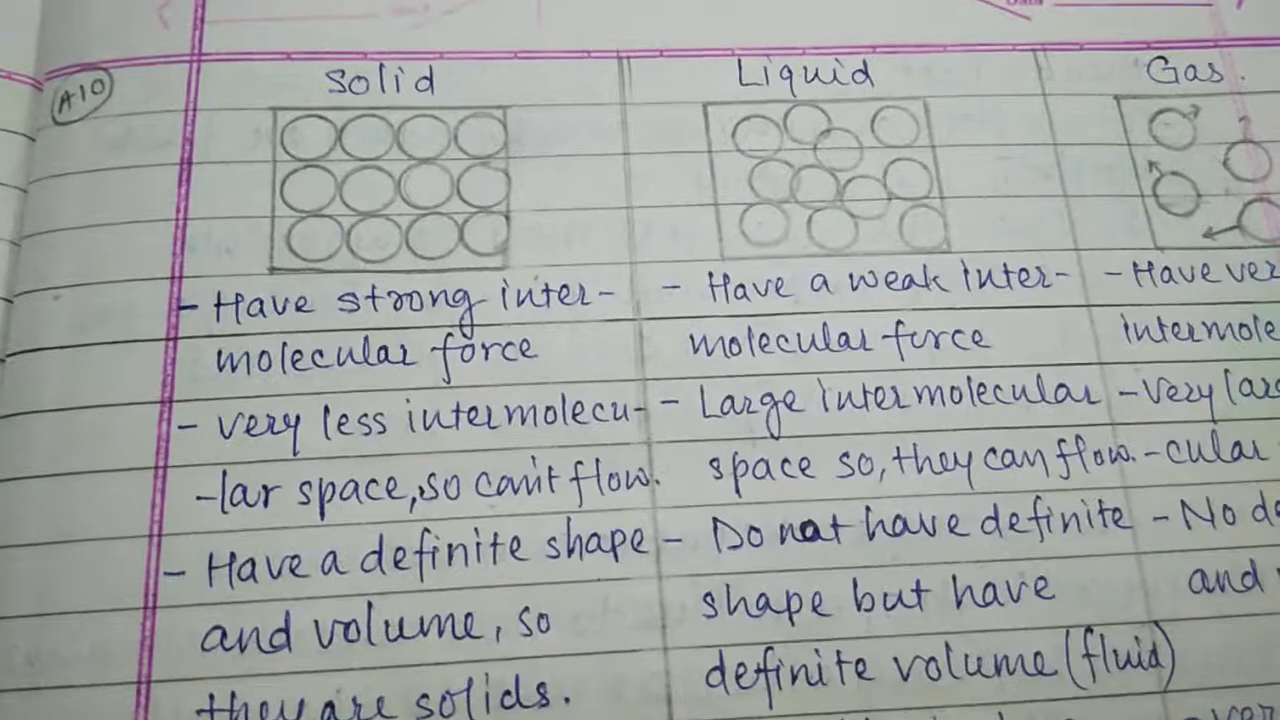 A10
Solid
Liquid
Gas.
- Have strong inter-
molecular force
- very less intermolecu-
-lar space, so can't flow.
- Have a definite shape
and volume, so
they are solids.
- Have a weak inter-
molecular force
- Large intermolecular
space so, they can flow.
- Do not have definite
shape but have
definite volume (fluid)
- Have
intermole
- Very
-cular
- No
and